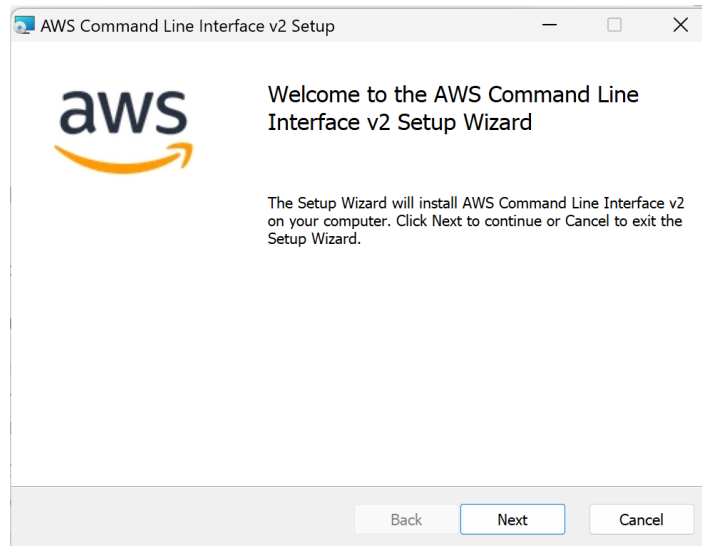 AWS Command Line Interface v2 Setup
aws
Welcome to the AWS Command Line
Interface v2 Setup Wizard
The Setup Wizard will install AWS Command Line Interface v2
on your computer. Click Next to continue or Cancel to exit the
Setup Wizard.
Back Next Cancel